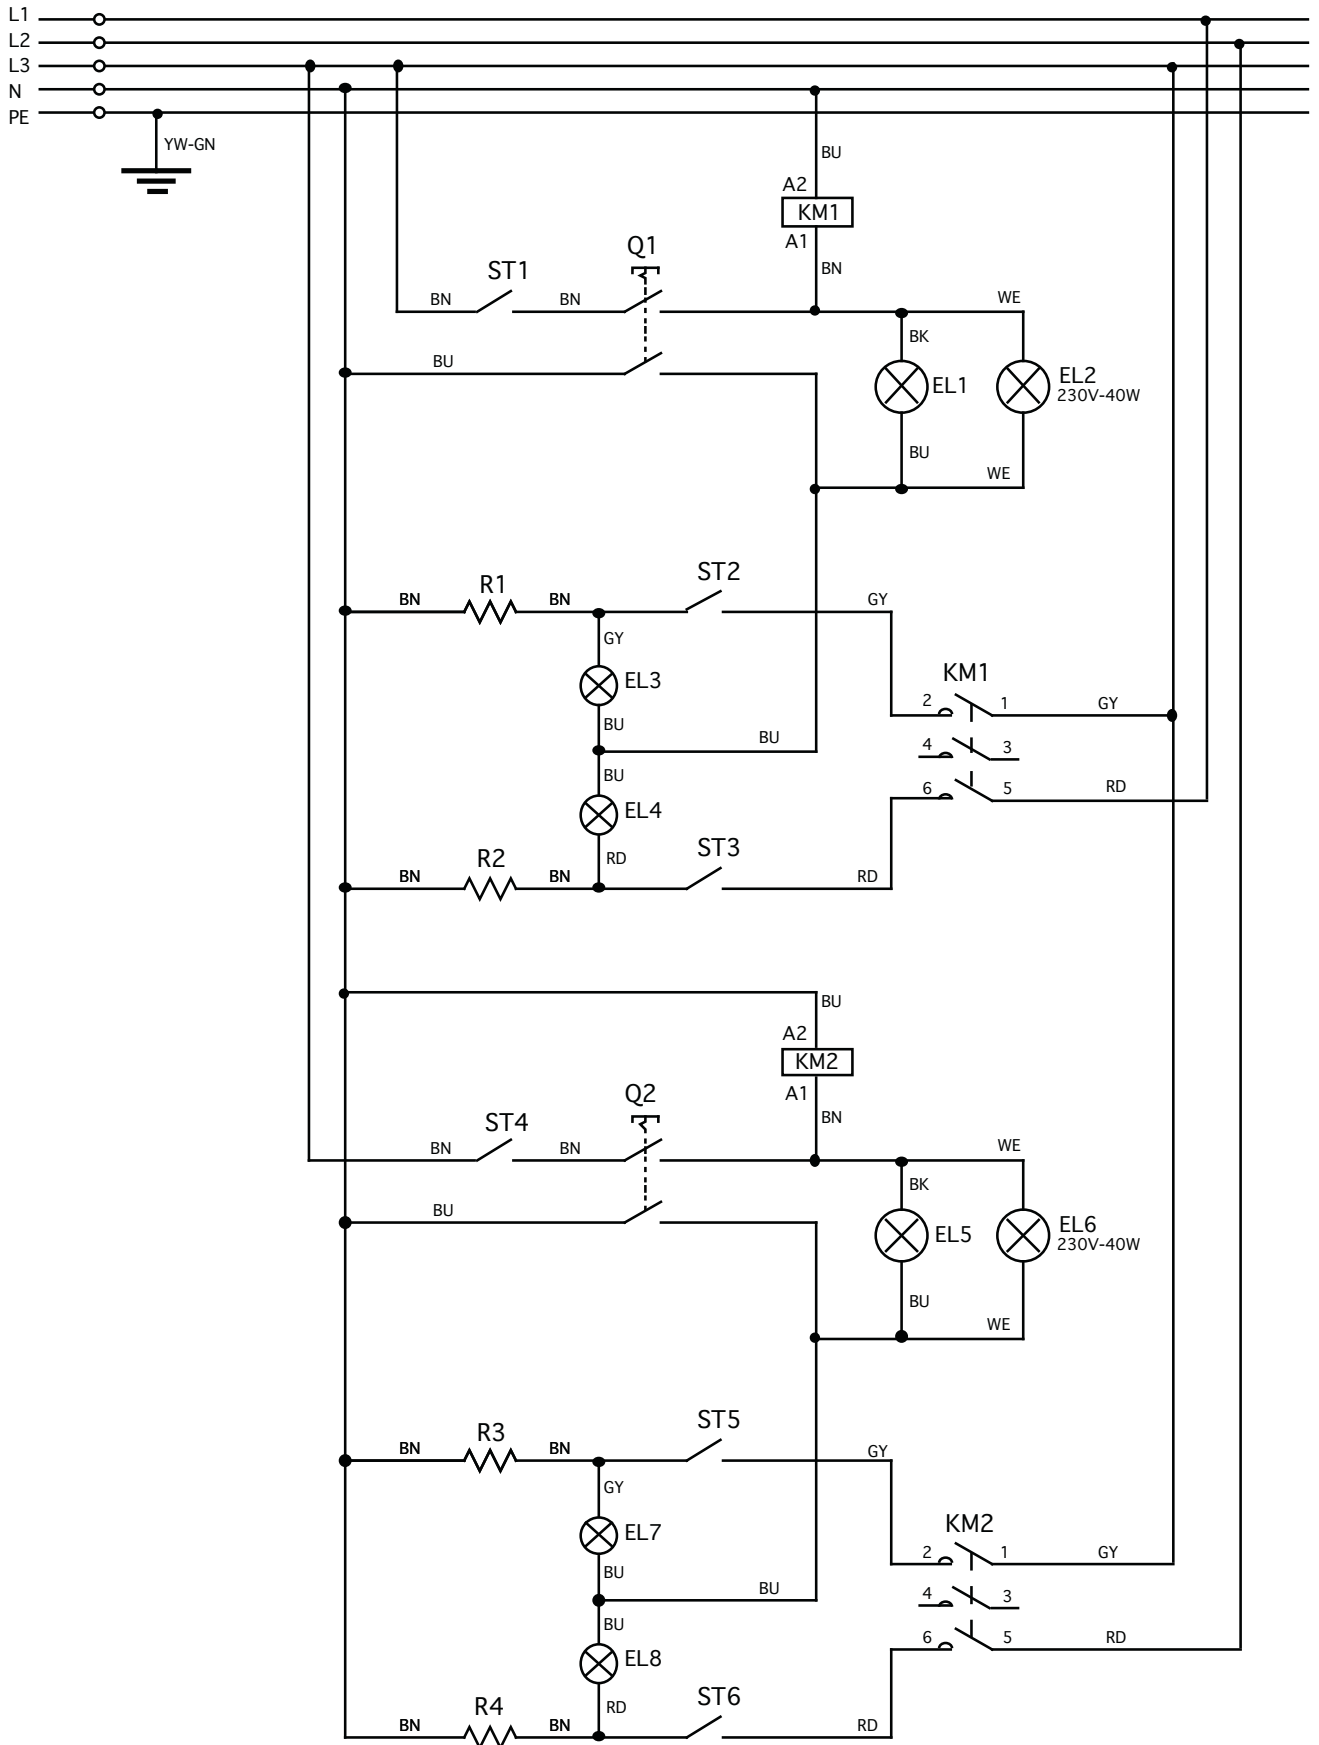 L1
L2
L3
N
PE
YW-GN
BU
A2
KM1
A1
Q1
BN
ST1
BN
BN
WE
BK
BU
EL1
EL2
230V-40W
BU
WE
ST2
R1
BN
BN
GY
GY
EL3
KM1
2
1
GY
BU
BU
4
3
BU
6
5
RD
EL4
ST3
R2
RD
BN
BN
RD
BU
A2
KM2
A1
Q2
BN
ST4
BN
BN
WE
BK
BU
EL5
EL6
230V-40W
BU
WE
ST5
R3
BN
BN
GY
GY
EL7
KM2
2
1
GY
BU
BU
4
3
BU
6
5
RD
EL8
ST6
R4
RD
BN
BN
RD